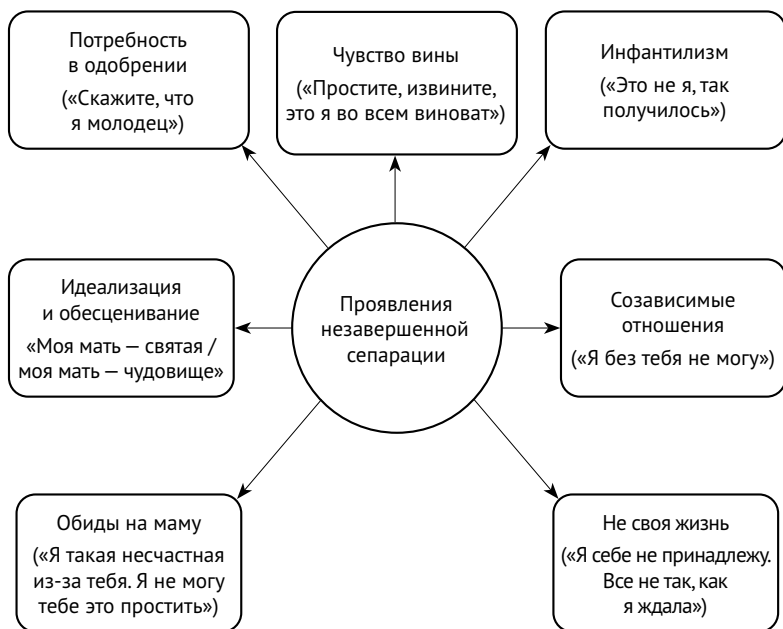 Потребность
в одобрении
(«Скажите, что
я молодец»)
Чувство вины
(«Простите, извините,
это я во всем виноват»)
Инфантилизм
(«Это не я, так
получилось»)
Идеализация
и обесценивание
«Моя мать — святая /
моя мать — чудовище»
Проявления
незавершенной
сепарации
Созависимые
отношения
(«Я без тебя не могу»)
Обиды на маму
(«Я такая несчастная
из-за тебя. Я не могу
тебе это простить»)
Не своя жизнь
(«Я себе не принадлежу.
Все не так, как
я ждала»)